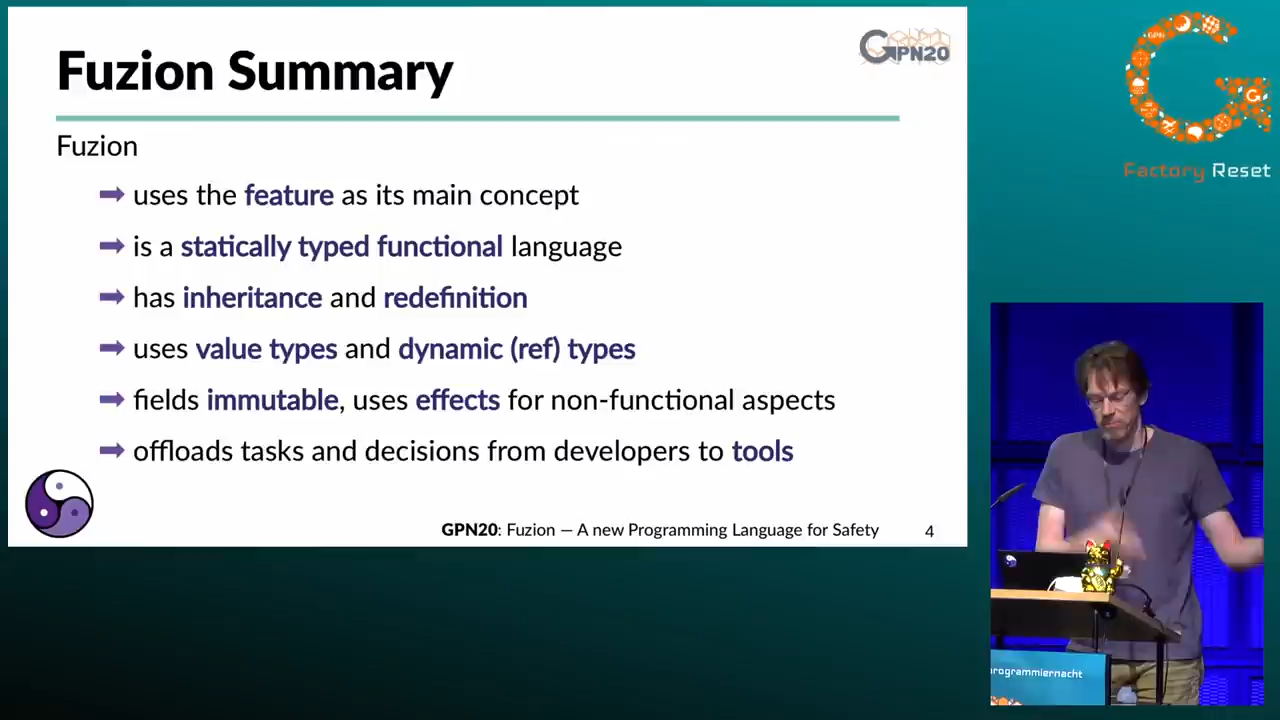 Fuzion Summary
GPN20
Fuzion
➡ uses the feature as its main concept
➡ is a statically typed functional language
➡ has inheritance and redefinition
➡ uses value types and dynamic (ref) types
➡ fields immutable, uses effects for non-functional aspects
➡ offloads tasks and decisions from developers to tools
GPN20: Fuzion — A new Programming Language for Safety 4
Factory Reset
programmiernacht